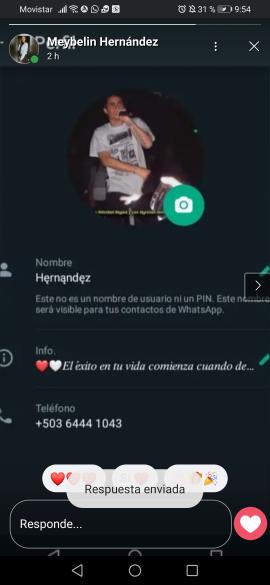 Movistar
31 %
9:54
Perfil
Meybelin Hernández
2 h
Nombre
Hernández
Este no es un nombre de usuario ni un PIN. Este nombre
será visible para tus contactos de WhatsApp.
Info.
❤️🤍El éxito en tu vida comienza cuando de...
Teléfono
+503 6444 1043
Respuesta enviada
Responde...